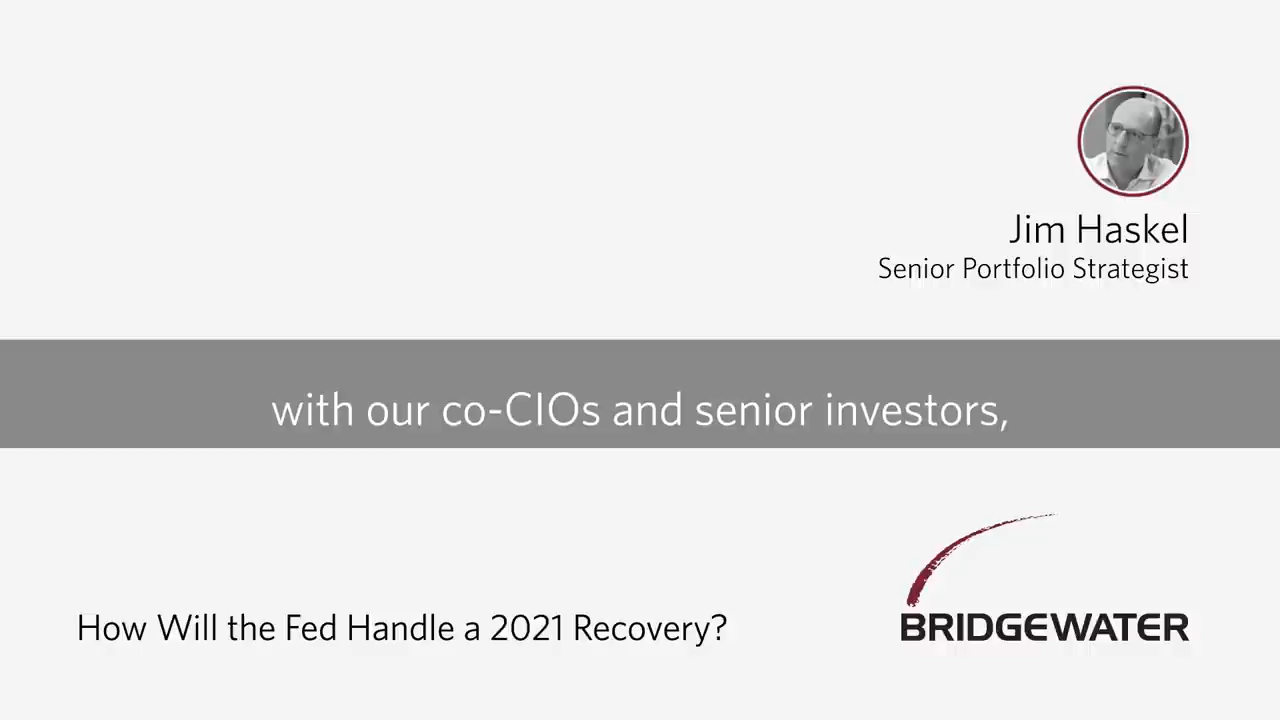 Jim Haskel
Senior Portfolio Strategist
with our co-CIOs and senior investors,
How Will the Fed Handle a 2021 Recovery?
BRIDGEWATER